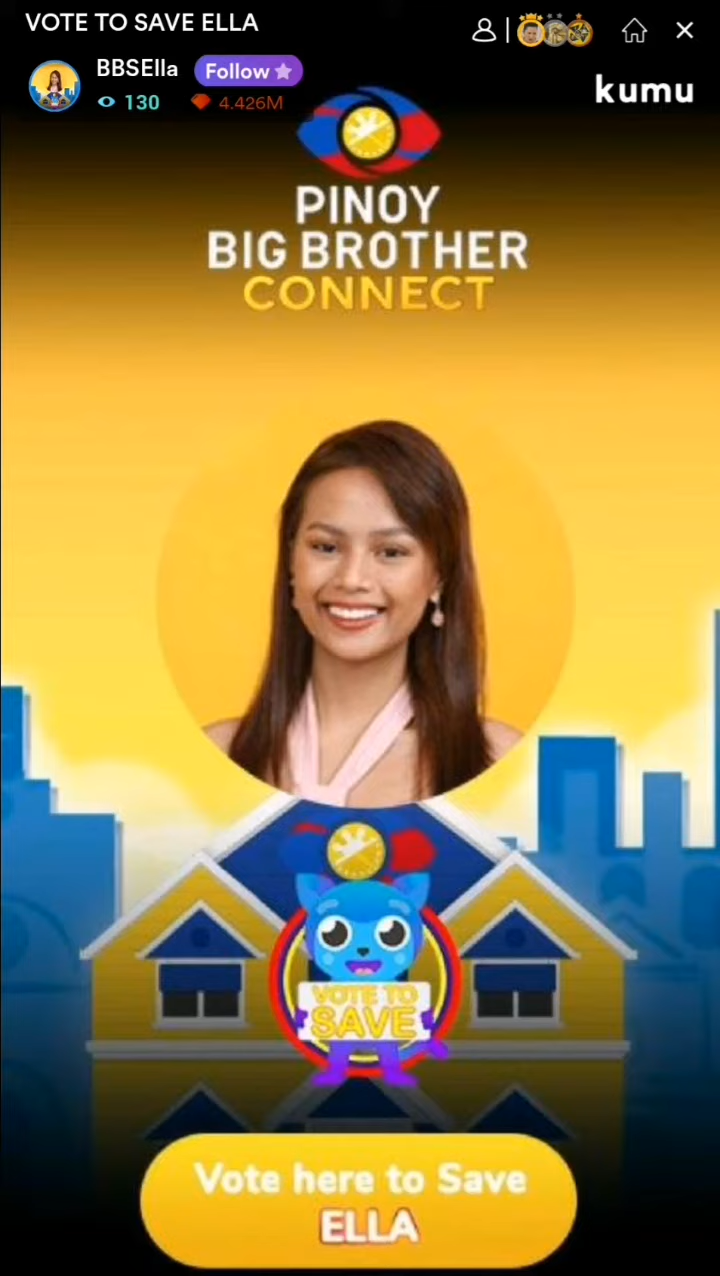 VOTE TO SAVE ELLA
BBSElla
Follow
130
4.426M
kumu
PINOY
BIG BROTHER
CONNECT
VOTE TO
SAVE
Vote here to Save
ELLA